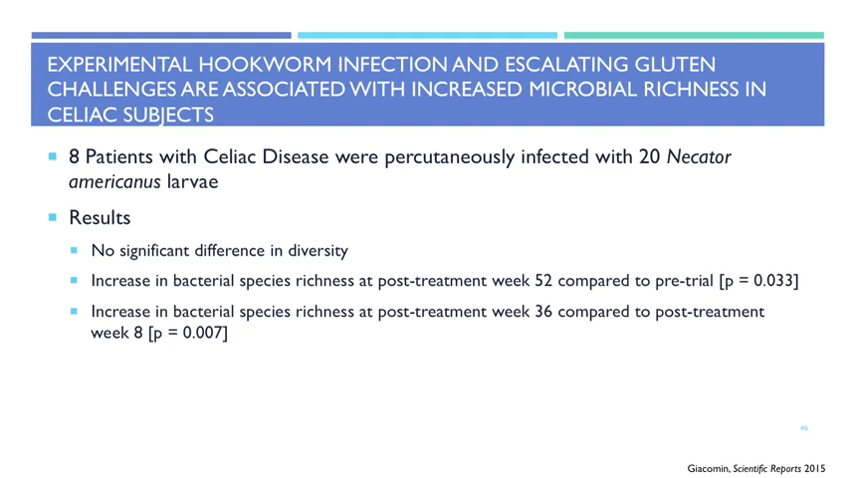 EXPERIMENTAL HOOKWORM INFECTION AND ESCALATING GLUTEN
CHALLENGES ARE ASSOCIATED WITH INCREASED MICROBIAL RICHNESS IN
CELIAC SUBJECTS
8 Patients with Celiac Disease were percutaneously infected with 20 Necator
americanus larvae
Results
No significant difference in diversity
Increase in bacterial species richness at post-treatment week 52 compared to pre-trial [p = 0.033]
Increase in bacterial species richness at post-treatment week 36 compared to post-treatment
week 8 [p = 0.007]
46
Giacomin, Scientific Reports 2015